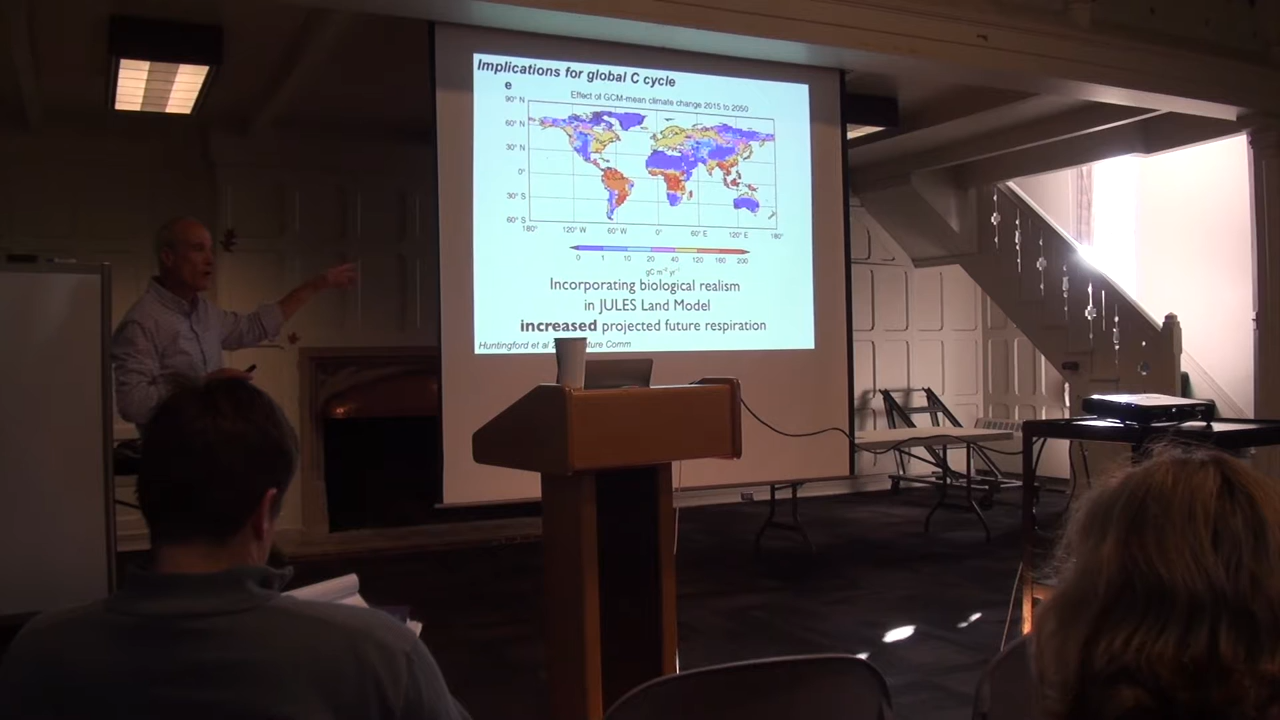 Implications for global C cycle
e
Effect of GCM-mean climate change 2015 to 2050
90° N
60° N
30° N
0°
30° S
60° S
180° 120° W 60° W 0° 60° E 120° E 180°
0 1 10 20 40 120 160 200
gC m⁻² yr⁻¹
Incorporating biological realism
in JULES Land Model
increased projected future respiration
Huntingford et al ture Comm